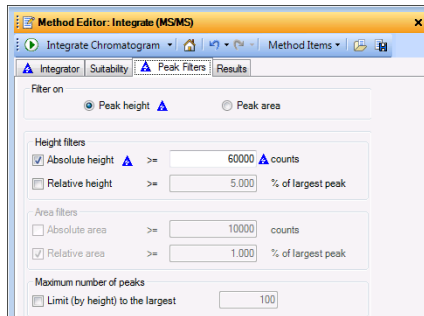 Method Editor: Integrate (MS/MS)
Integrate Chromatogram
Method Items
Integrator
Suitability
Peak Filters
Results
Filter on
Peak height
Peak area
Height filters
Absolute height >= 60000 counts
Relative height >= 5.000 % of largest peak
Area filters
Absolute area >= 10000 counts
Relative area >= 1.000 % of largest peak
Maximum number of peaks
Limit (by height) to the largest 100